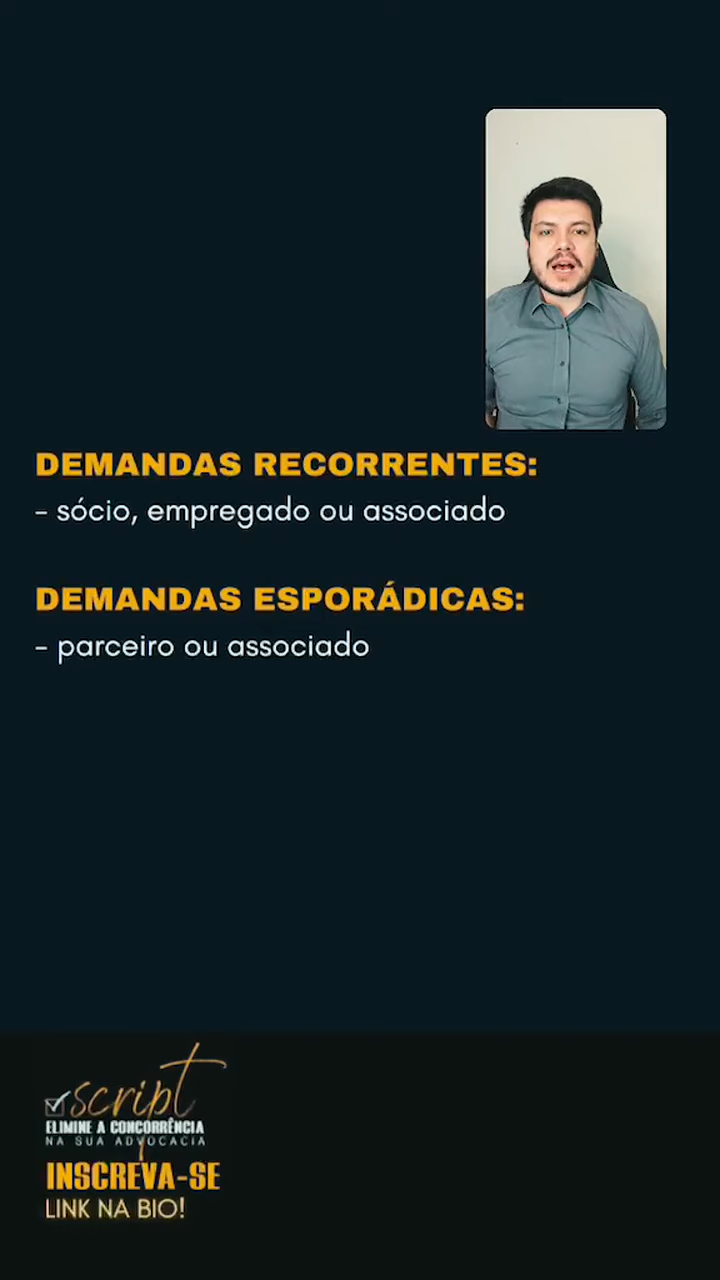 DEMANDAS RECORRENTES:
- sócio, empregado ou associado
DEMANDAS ESPORÁDICAS:
- parceiro ou associado
script
ELIMINE A CONCORRÊNCIA
NA SUA ADVOCACIA
INSCREVA-SE
LINK NA BIO!